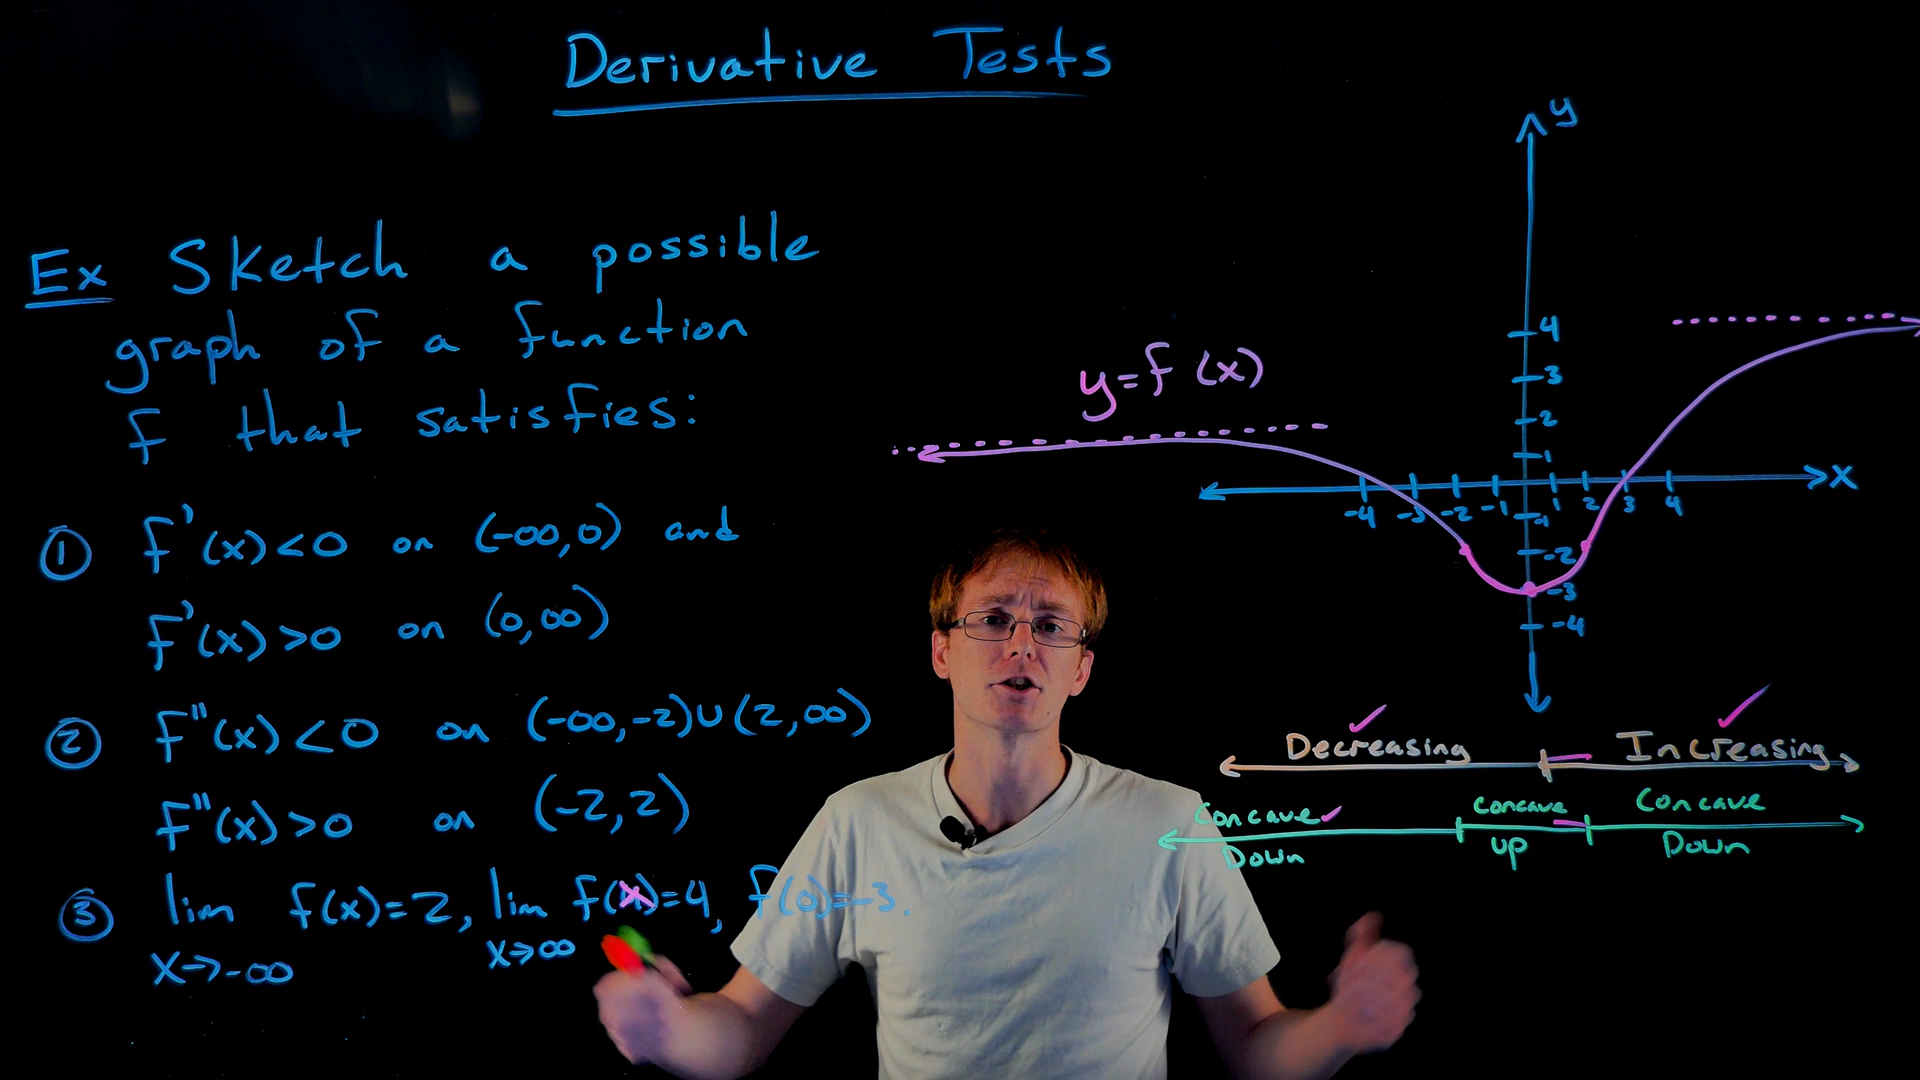 Derivative Tests
Ex Sketch a possible
graph of a function
f that satisfies:
① f'(x)<0 on (-∞,0) and
f'(x)>0 on (0,∞)
② f''(x)<0 on (-∞,-2)∪(2,∞)
f''(x)>0 on (-2,2)
③ lim f(x)=2, lim f(x)=4, f(0)=-3.
x→-∞ x→∞
y
4
3
2
1
y=f(x)
x
-4 -3 -2 -1 1 2 3 4
-1
-2
-3
-4
Decreasing Increasing
Concave Concave Concave
Down up Down